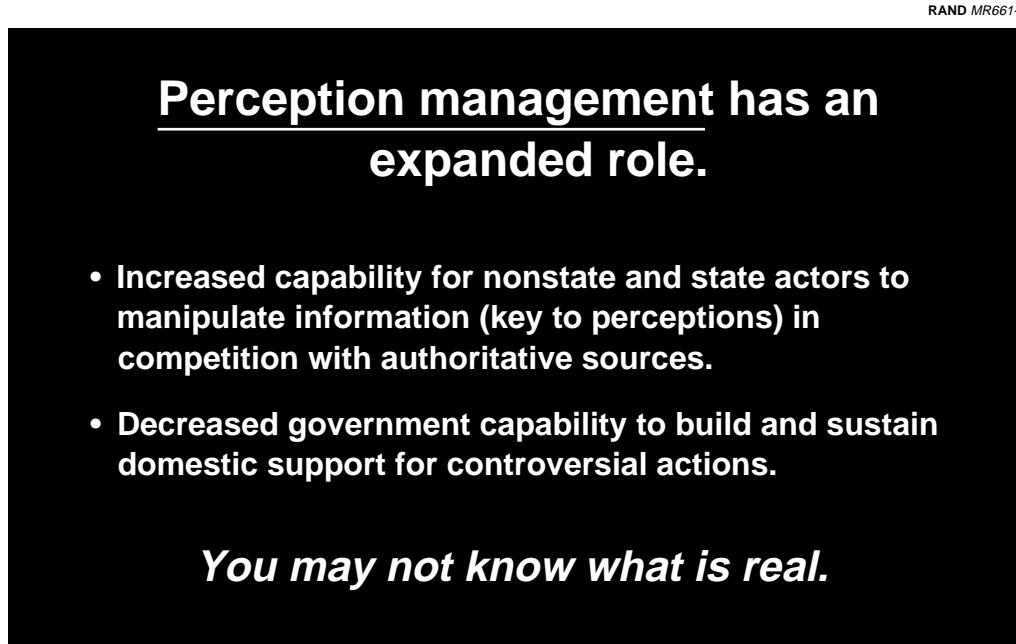 RAND MR661-
Perception management has an
expanded role.
• Increased capability for nonstate and state actors to
manipulate information (key to perceptions) in
competition with authoritative sources.
• Decreased government capability to build and sustain
domestic support for controversial actions.
You may not know what is real.